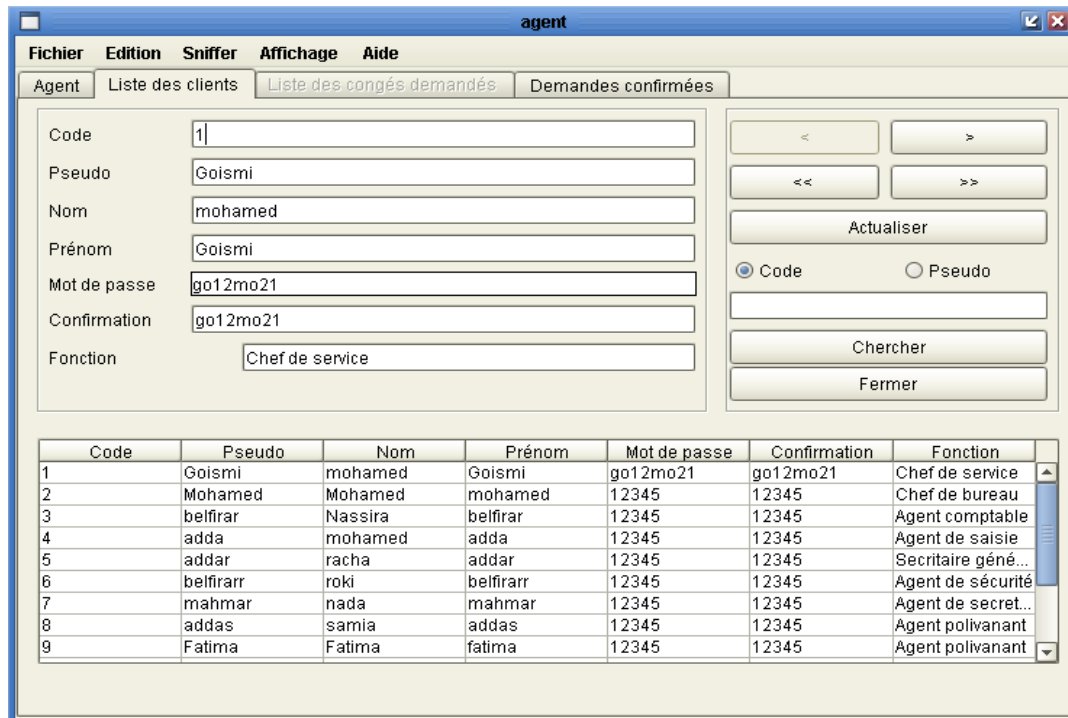 agent
Fichier Edition Sniffer Affichage Aide
Agent Liste des clients Liste des congés demandés Demandes confirmées
Code 1
Pseudo Goismi
Nom mohamed
Prénom Goismi
Mot de passe go12mo21
Confirmation go12mo21
Fonction Chef de service
< >
<< >>
Actualiser
Code Pseudo
Chercher
Fermer
Code Pseudo Nom Prénom Mot de passe Confirmation Fonction
1 Goismi mohamed Goismi go12mo21 go12mo21 Chef de service
2 Mohamed Mohamed mohamed 12345 12345 Chef de bureau
3 belfirar Nassira belfirar 12345 12345 Agent comptable
4 adda mohamed adda 12345 12345 Agent de saisie
5 addar racha addar 12345 12345 Secritaire géné...
6 belfirarr roki belfirarr 12345 12345 Agent de sécurité
7 mahmar nada mahmar 12345 12345 Agent de secret...
8 addas samia addas 12345 12345 Agent polivanant
9 Fatima Fatima fatima 12345 12345 Agent polivanant